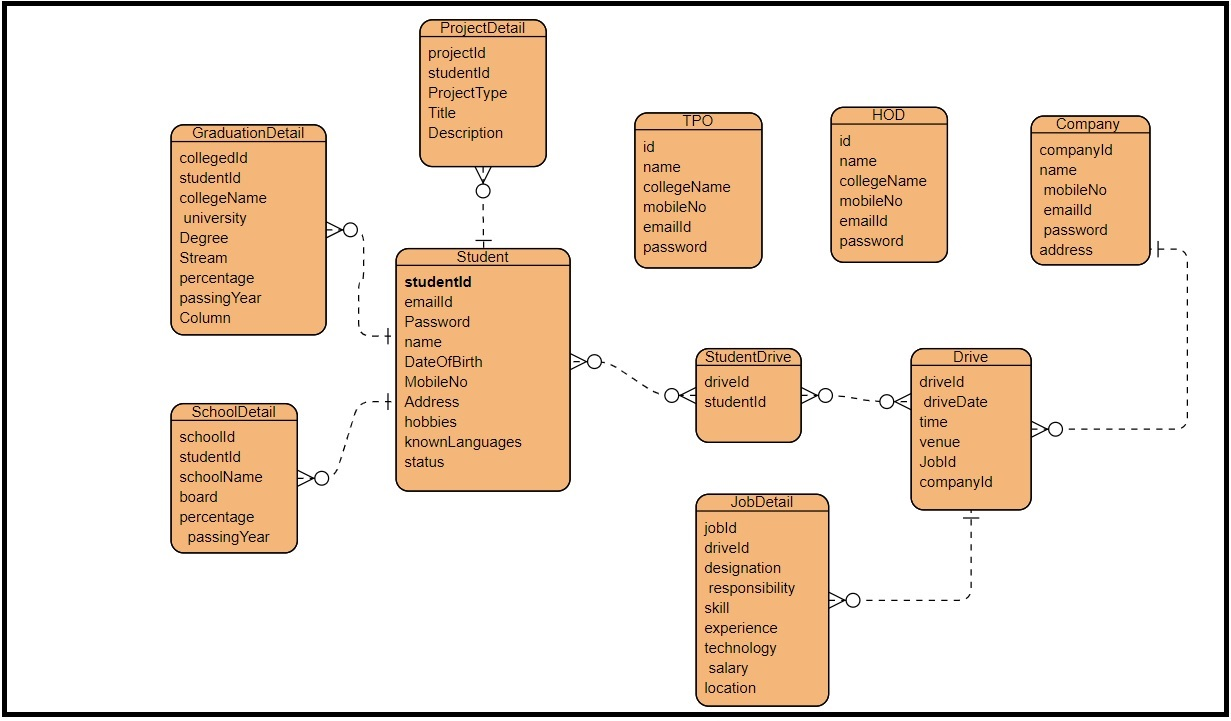 ProjectDetail
projectId
studentId
ProjectType
Title
Description
GraduationDetail
collegedId
studentId
collegeName
university
Degree
Stream
percentage
passingYear
Column
TPO
id
name
collegeName
mobileNo
emailId
password
HOD
id
name
collegeName
mobileNo
emailId
password
Company
companyId
name
mobileNo
emailId
password
address
Student
studentId
emailId
Password
name
DateOfBirth
MobileNo
Address
hobbies
knownLanguages
status
StudentDrive
driveId
studentId
Drive
driveId
driveDate
time
venue
JobId
companyId
SchoolDetail
schoolId
studentId
schoolName
board
percentage
passingYear
JobDetail
jobId
driveId
designation
responsibility
skill
experience
technology
salary
location